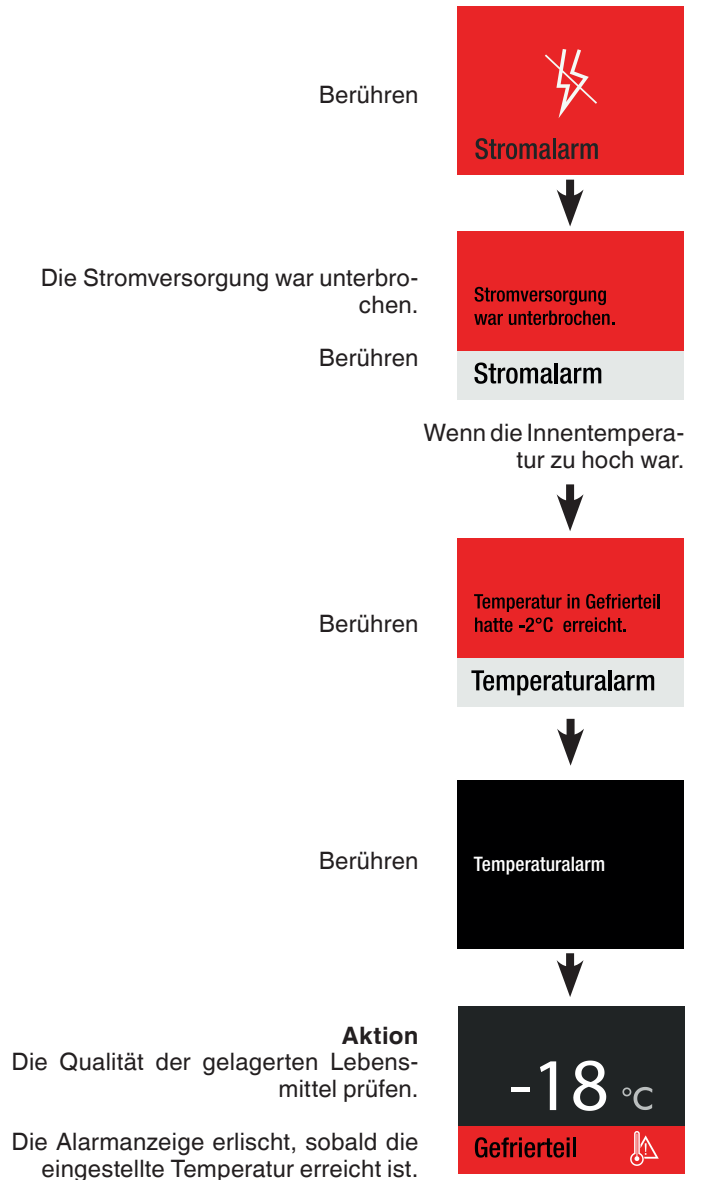 Berühren
Stromalarm
Die Stromversorgung war unterbro-
chen.
Stromversorgung
war unterbrochen.
Berühren
Stromalarm
Wenn die Innentempera-
tur zu hoch war.
Berühren
Temperatur in Gefrierteil
hatte -2°C erreicht.
Temperaturalarm
Berühren
Temperaturalarm
Aktion
Die Qualität der gelagerten Lebens-
mittel prüfen.
-18 °C
Die Alarmanzeige erlischt, sobald die
eingestellte Temperatur erreicht ist.
Gefrierteil